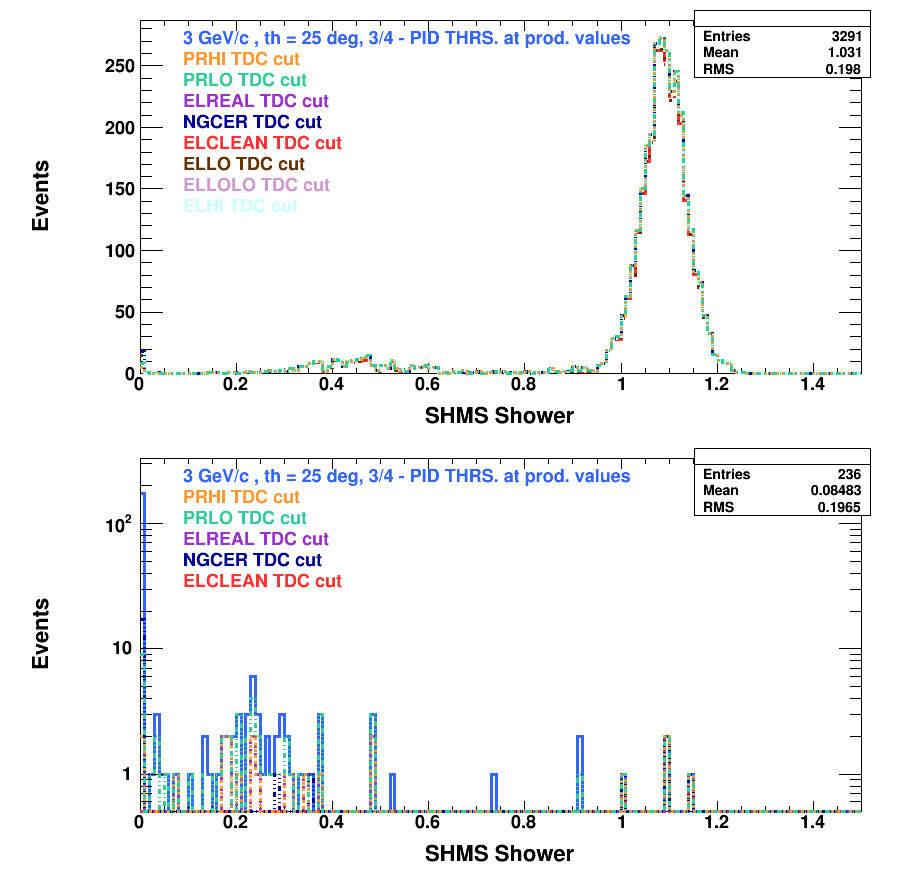 3 GeV/c , th = 25 deg, 3/4 - PID THRS. at prod. values
PRHI TDC cut
PRLO TDC cut
ELREAL TDC cut
NGCER TDC cut
ELCLEAN TDC cut
ELLO TDC cut
ELLOLO TDC cut
ELHI TDC cut
Entries 3291
Mean 1.031
RMS 0.198
Events
250
200
150
100
50
0
0 0.2 0.4 0.6 0.8 1 1.2 1.4
SHMS Shower
3 GeV/c , th = 25 deg, 3/4 - PID THRS. at prod. values
PRHI TDC cut
PRLO TDC cut
ELREAL TDC cut
NGCER TDC cut
ELCLEAN TDC cut
Entries 236
Mean 0.08483
RMS 0.1965
Events
10²
10
1
0 0.2 0.4 0.6 0.8 1 1.2 1.4
SHMS Shower